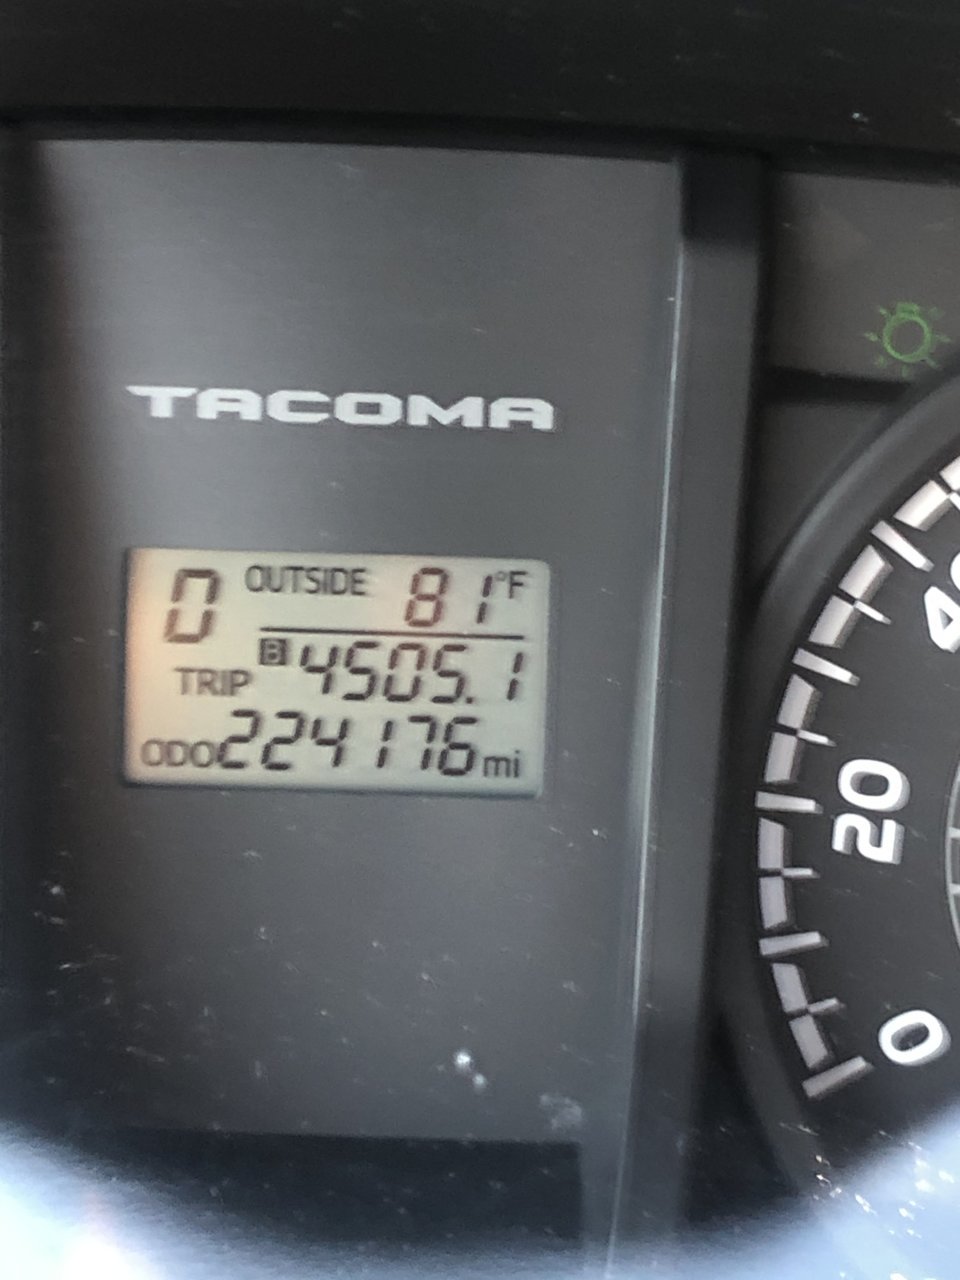 TACOMA
D OUTSIDE 81°F
TRIP B 4505.1
ODO 224176 mi
20
0